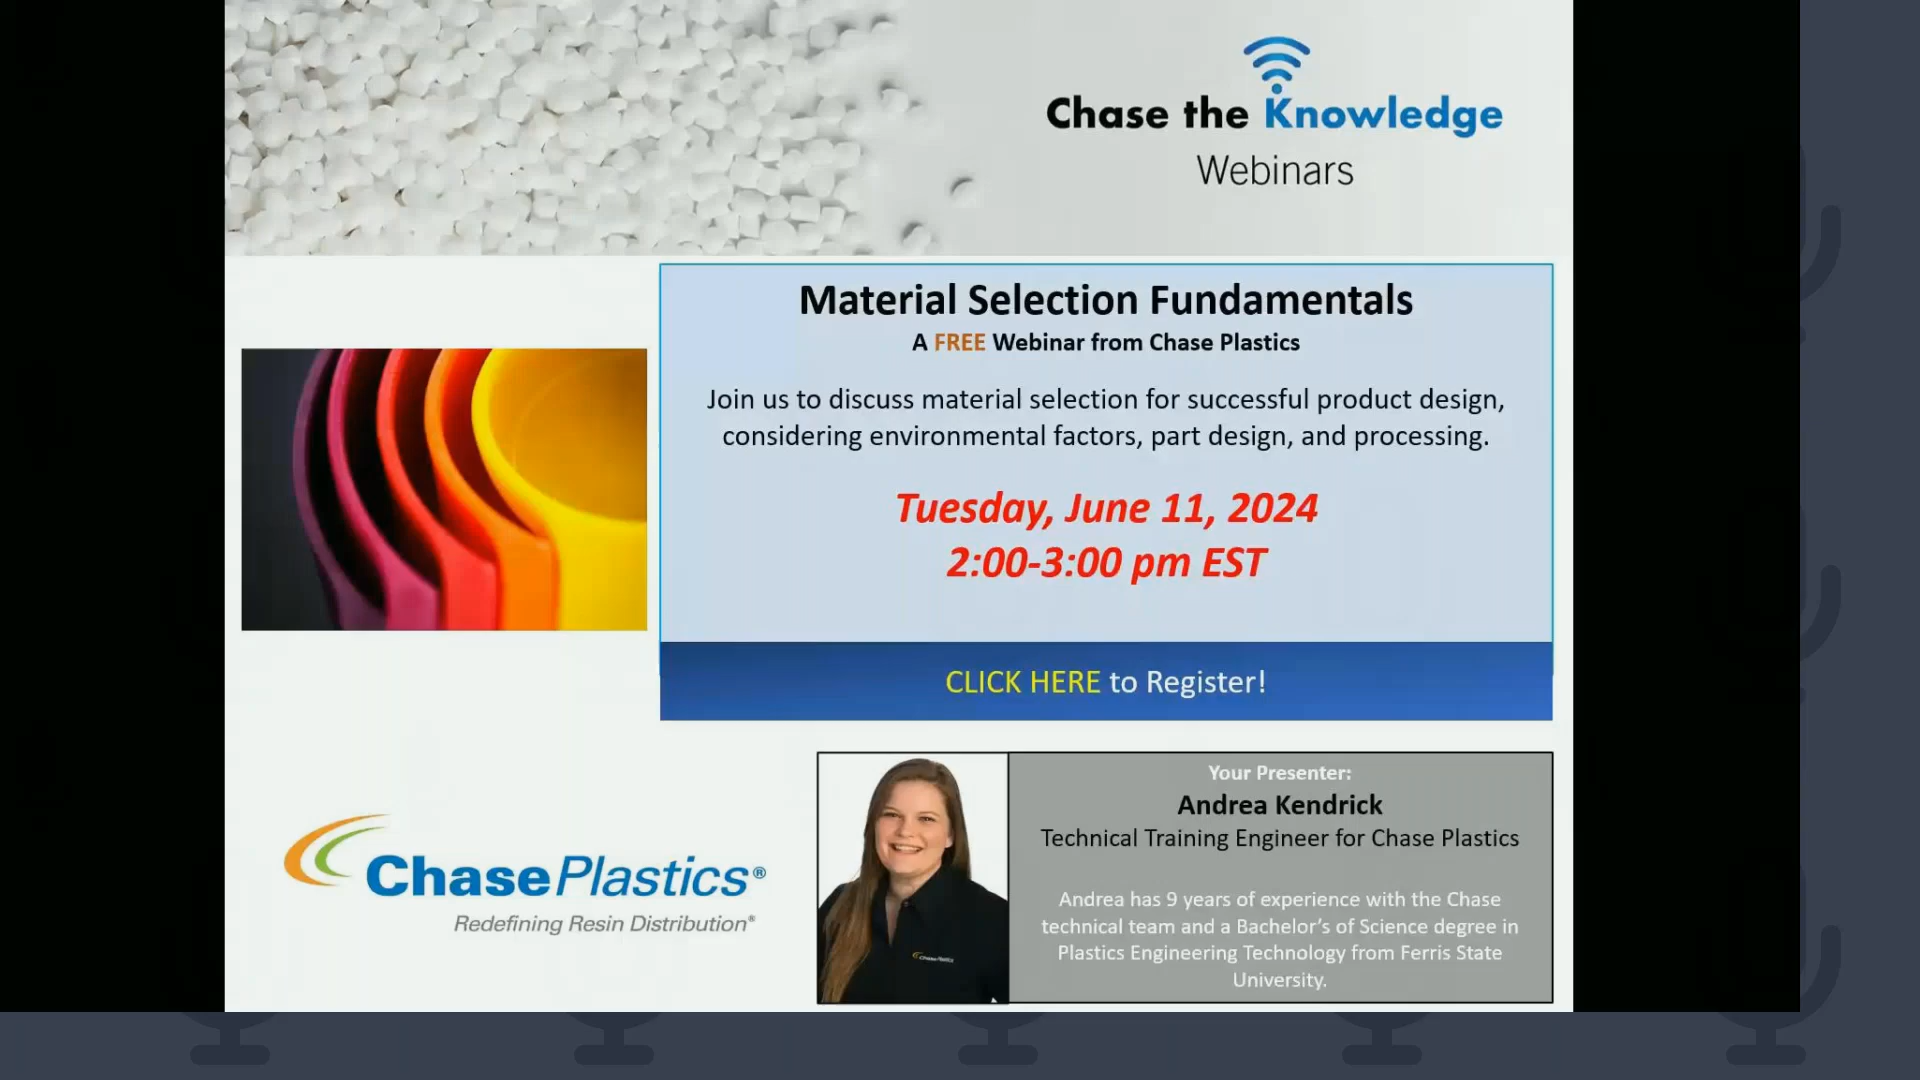 Chase the Knowledge
Webinars
Material Selection Fundamentals
A FREE Webinar from Chase Plastics
Join us to discuss material selection for successful product design,
considering environmental factors, part design, and processing.
Tuesday, June 11, 2024
2:00-3:00 pm EST
CLICK HERE to Register!
ChasePlastics®
Redefining Resin Distribution®
Your Presenter:
Andrea Kendrick
Technical Training Engineer for Chase Plastics
Andrea has 9 years of experience with the Chase
technical team and a Bachelor's of Science degree in
Plastics Engineering Technology from Ferris State
University.
ChasePlastics